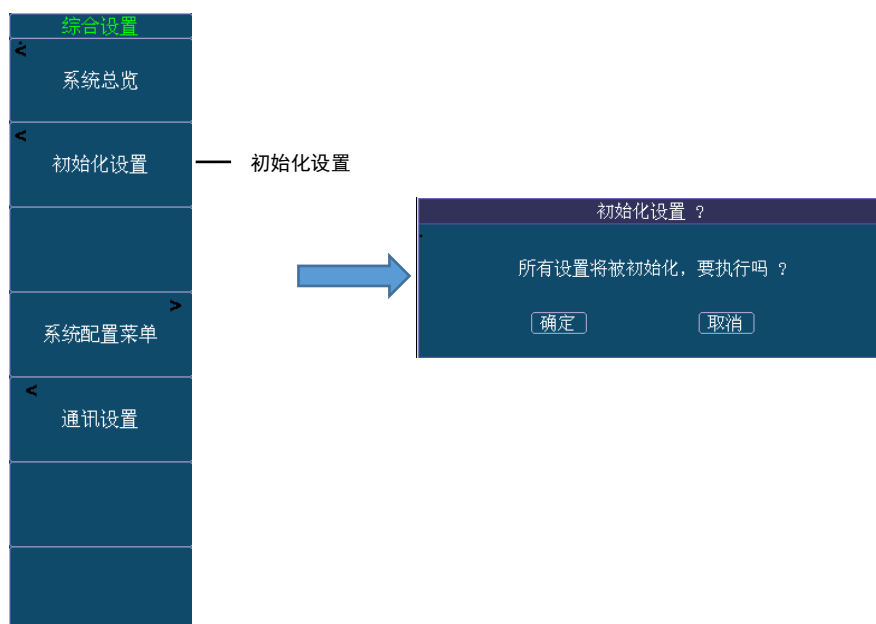 综合设置
<
系统总览
<
初始化设置
初始化设置
>
系统配置菜单
<
通讯设置
初始化设置 ?
所有设置将被初始化, 要执行吗 ?
确定
取消